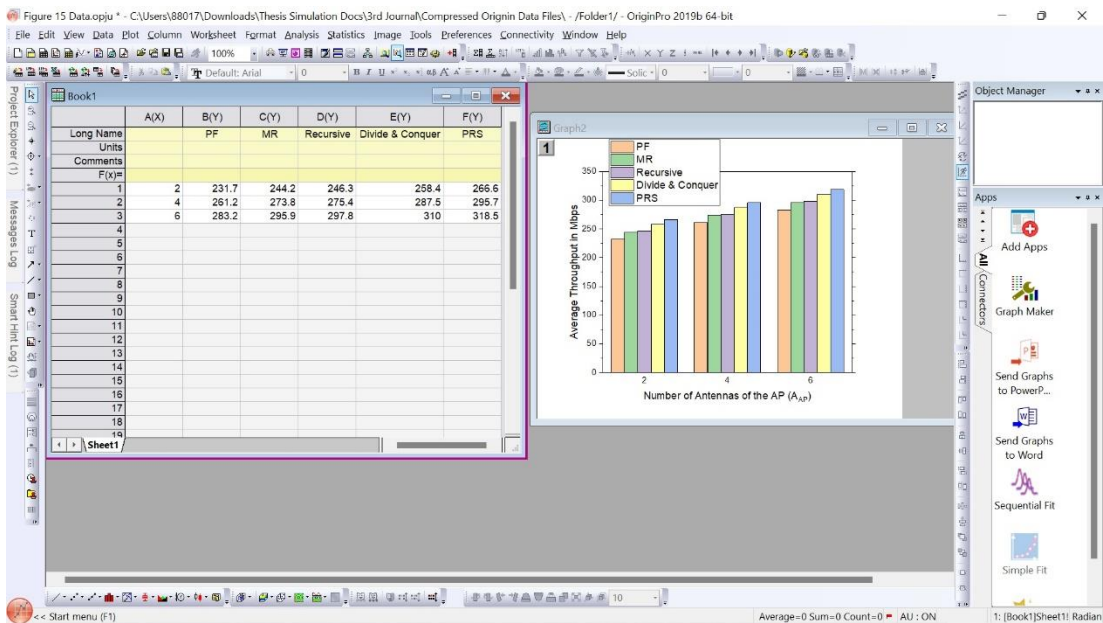 Figure 15 Data.opju * - C:\Users\88017\Downloads\Thesis Simulation Docs\3rd Journal\Compressed Orignin Data Files\ - /Folder1/ - OriginPro 2019b 64-bit
File Edit View Data Plot Column Worksheet Format Analysis Statistics Image Tools Preferences Connectivity Window Help
100%
Default: Arial 0 B I U Solic 0 0
Project Explorer (1)
Messages Log
Smart Hint Log (1)
Book1
A(X) B(Y) C(Y) D(Y) E(Y) F(Y)
Long Name PF MR Recursive Divide & Conquer PRS
Units
Comments
F(x)=
1 2 231.7 244.2 246.3 258.4 266.6
2 4 261.2 273.8 275.4 287.5 295.7
3 6 283.2 295.9 297.8 310 318.5
4
5
6
7
8
9
10
11
12
13
14
15
16
17
18
19
Sheet1
Graph2
1
PF
MR
Recursive
Divide & Conquer
PRS
350
300
250
200
150
100
50
0
Average Throughput in Mbps
2 4 6
Number of Antennas of the AP (AAP)
Object Manager
Apps
All
Connectors
Add Apps
Graph Maker
Send Graphs
to PowerP...
Send Graphs
to Word
Sequential Fit
Simple Fit
10
<< Start menu (F1)
Average=0 Sum=0 Count=0 AU : ON 1: [Book1]Sheet1! Radian